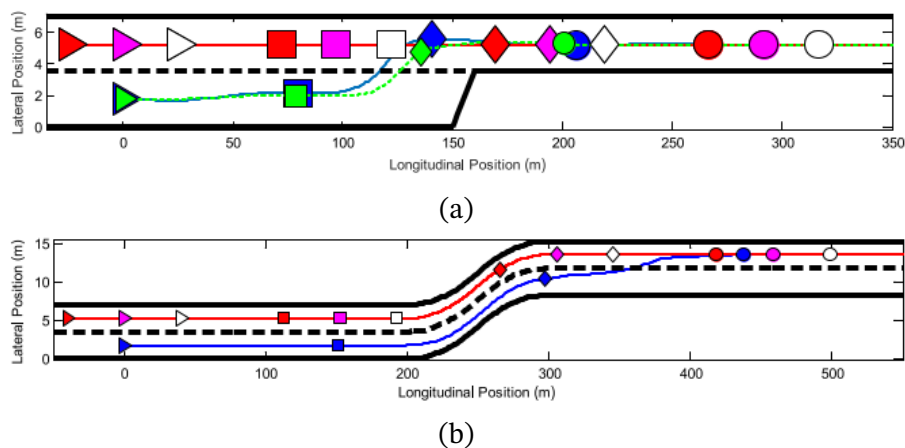 Lateral Position (m)
6
4
2
0
0 50 100 150 200 250 300 350
Longitudinal Position (m)
(a)
Lateral Position (m)
15
10
5
0
0 100 200 300 400 500
Longitudinal Position (m)
(b)